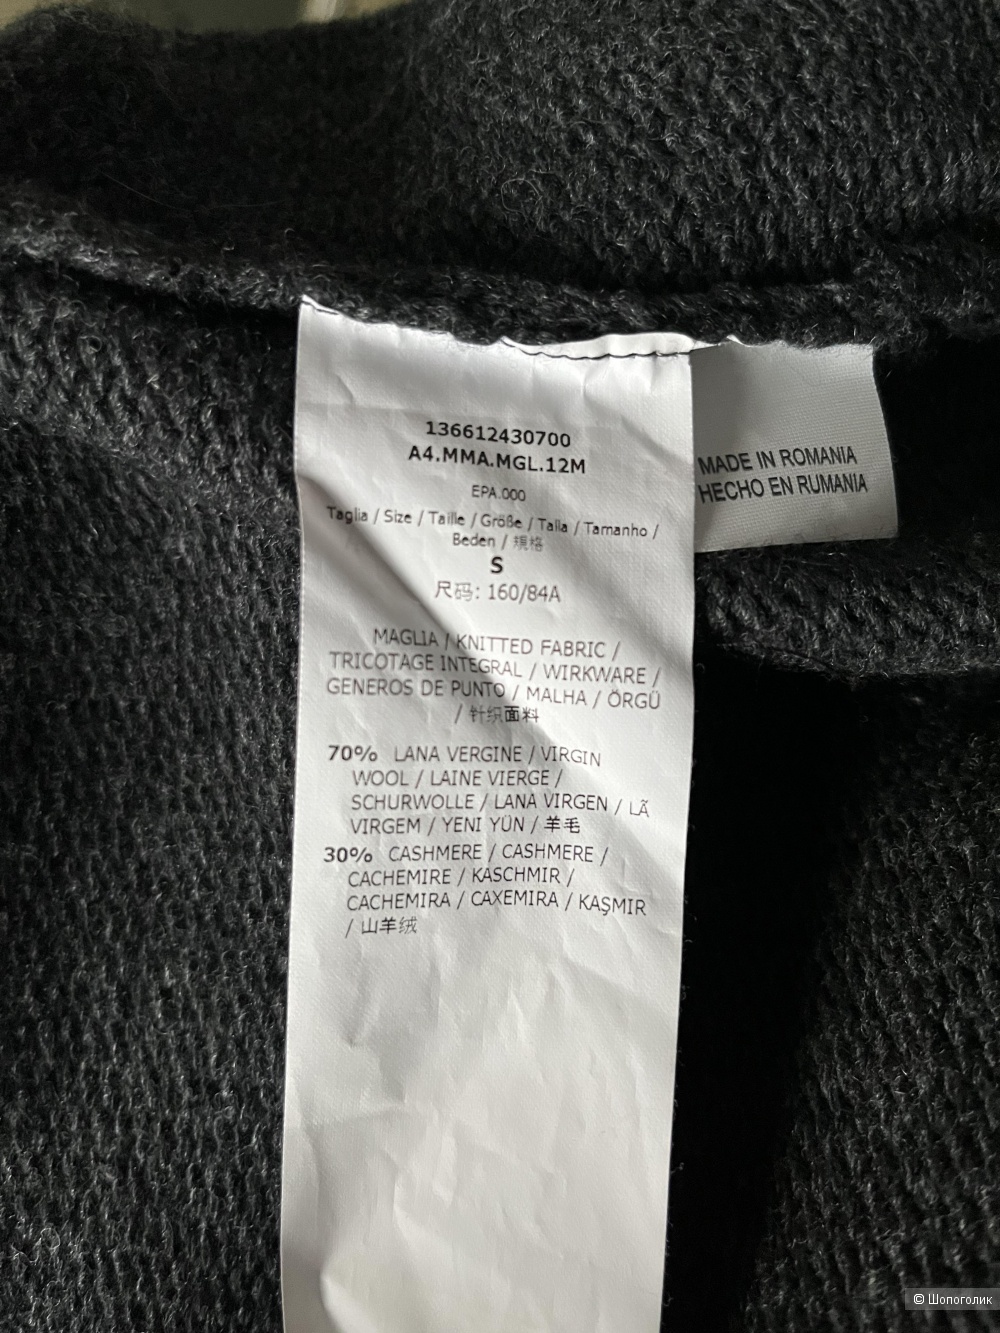 136612430700
A4.MMA.MGL.12M
EPA.000
Taglia / Size / Taille / Größe / Talla / Tamanho /
Beden / 規格
S
尺码: 160/84A
MAGLIA / KNITTED FABRIC /
TRICOTAGE INTEGRAL / WIRKWARE /
GENEROS DE PUNTO / MALHA / ÖRGÜ
/ 针织面料
70% LANA VERGINE / VIRGIN
WOOL / LAINE VIERGE /
SCHURWOLLE / LANA VIRGEN / LÃ
VIRGEM / YENI YÜN / 羊毛
30% CASHMERE / CASHMERE /
CACHEMIRE / KASCHMIR /
CACHEMIRA / CAXEMIRA / KAŞMIR
/ 山羊绒
MADE IN ROMANIA
HECHO EN RUMANIA
© Шопоголик